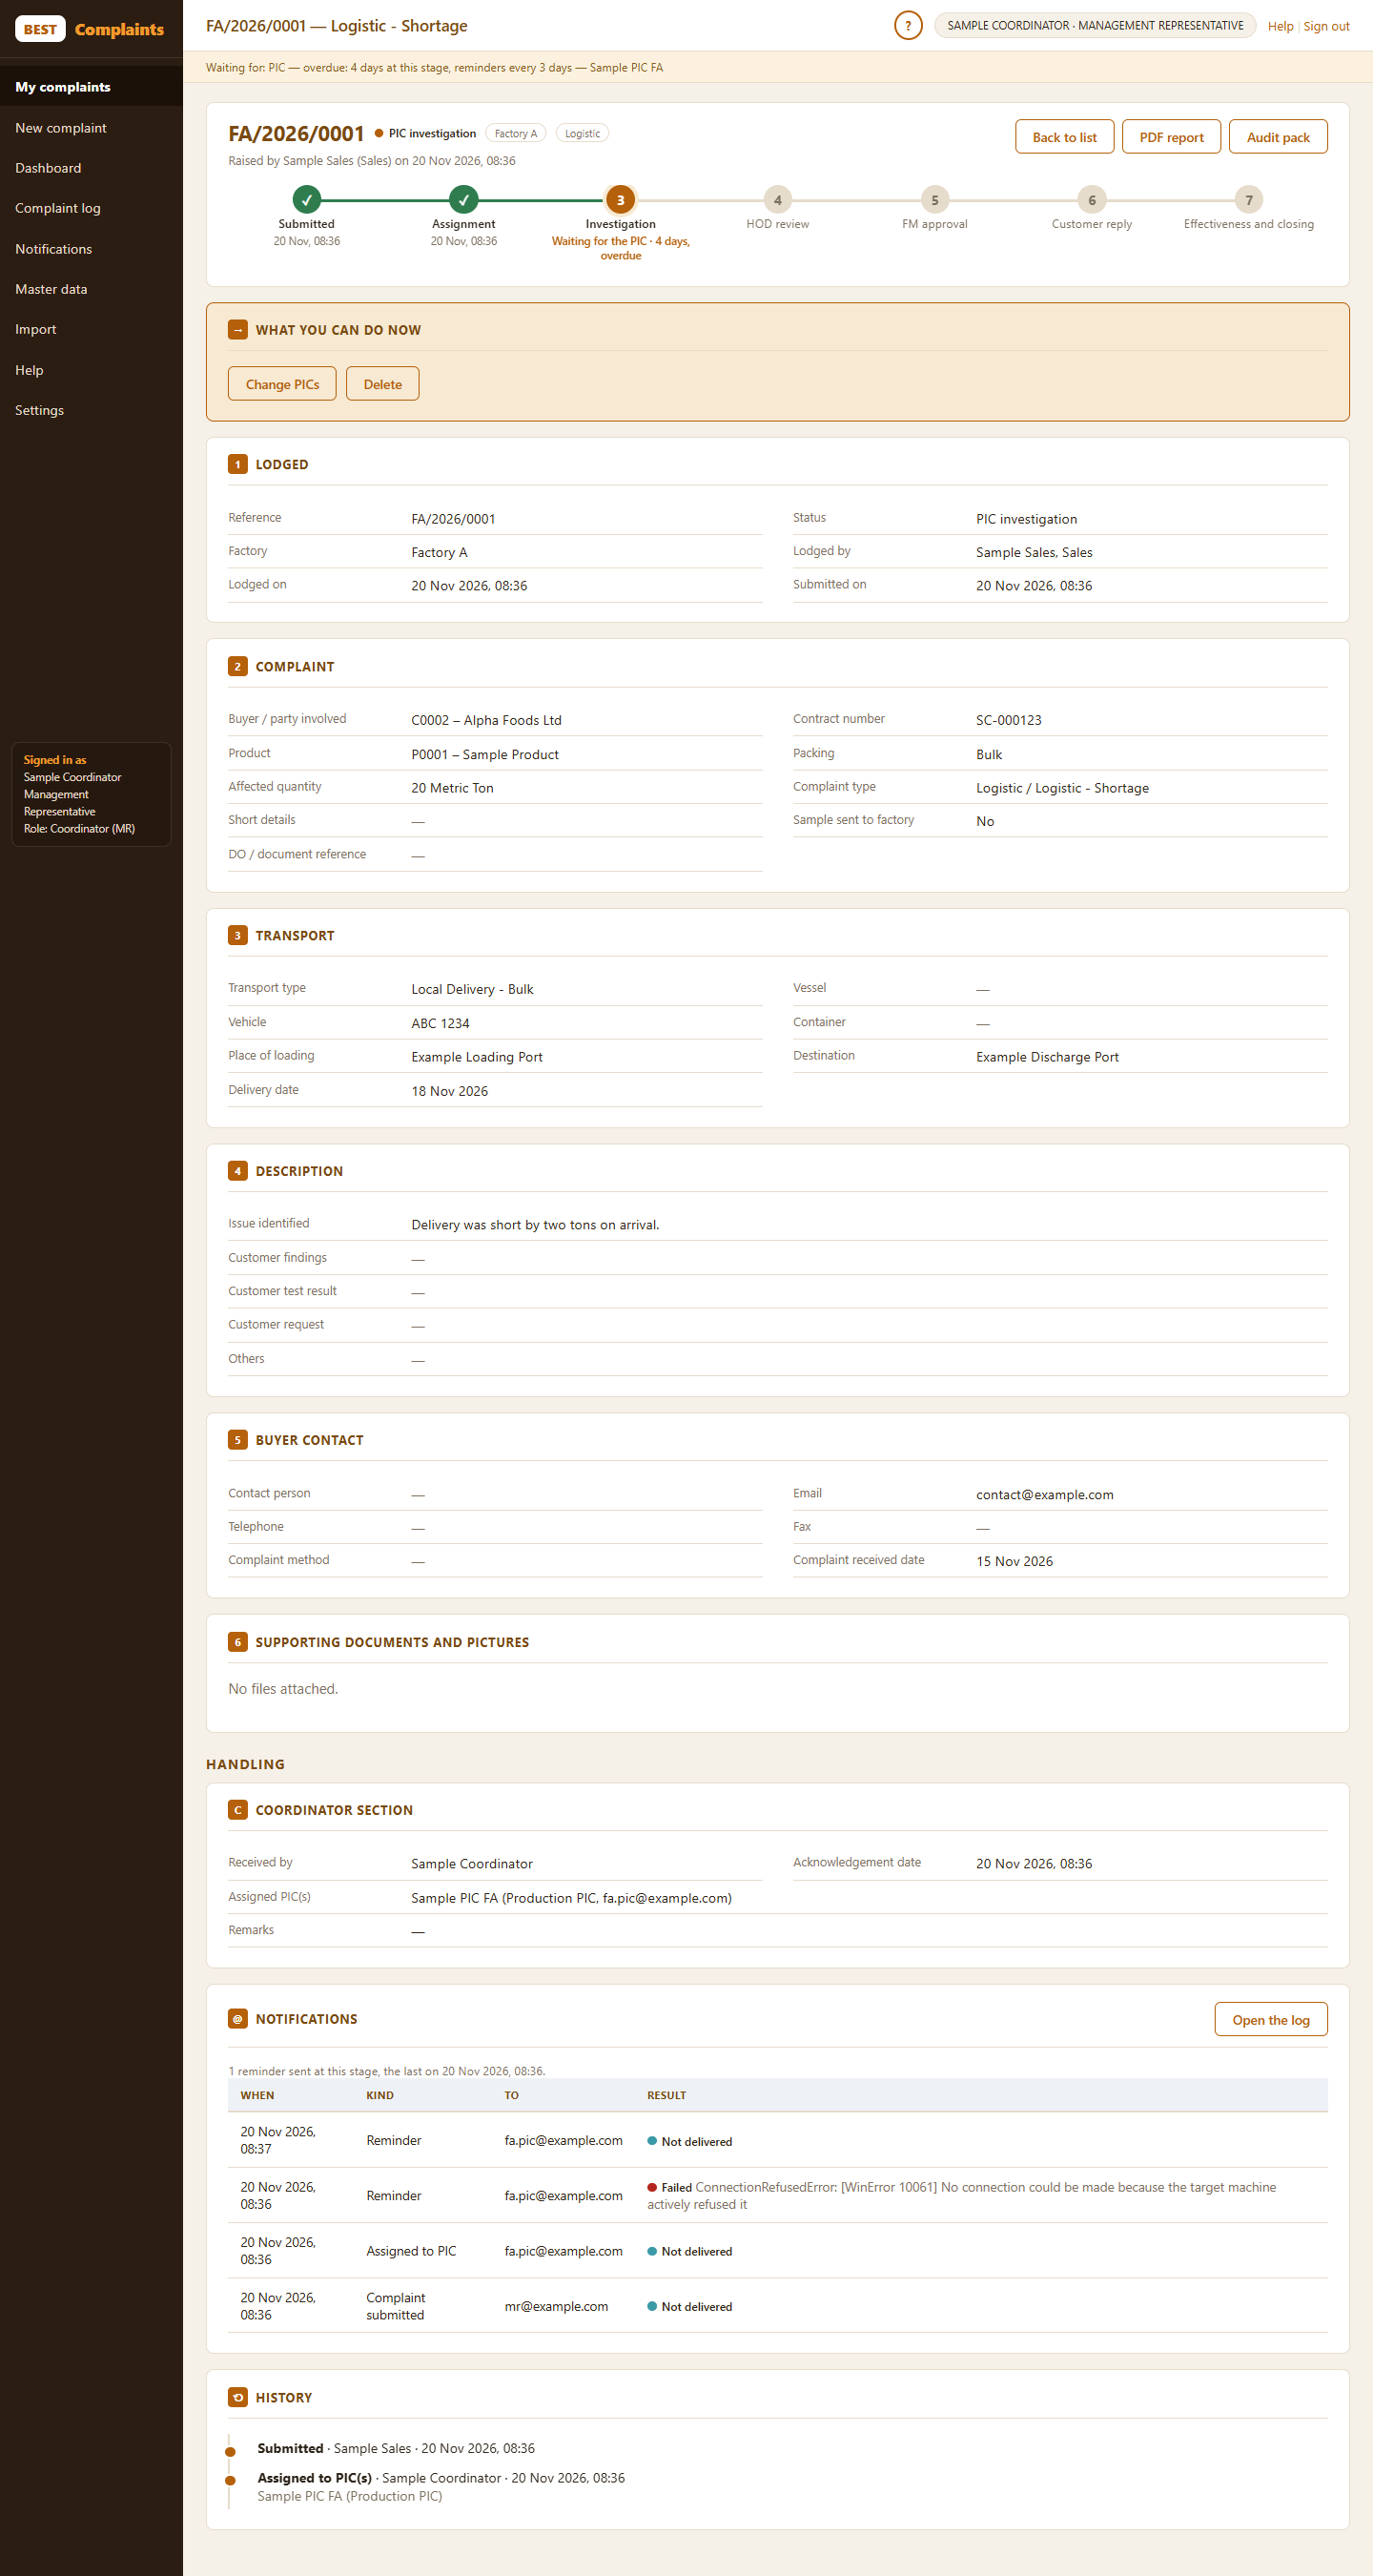 BEST Complaints
My complaints
New complaint
Dashboard
Complaint log
Notifications
Master data
Import
Help
Settings
Signed in as
Sample Coordinator
Management
Representative
Role: Coordinator (MR)
FA/2026/0001 — Logistic - Shortage
?
SAMPLE COORDINATOR · MANAGEMENT REPRESENTATIVE
Help | Sign out
Waiting for: PIC — overdue: 4 days at this stage, reminders every 3 days — Sample PIC FA
FA/2026/0001 PIC investigation Factory A Logistic
Back to list PDF report Audit pack
Raised by Sample Sales (Sales) on 20 Nov 2026, 08:36
✓ ✓ 3 4 5 6 7
Submitted Assignment Investigation HOD review FM approval Customer reply Effectiveness and closing
20 Nov, 08:36 20 Nov, 08:36 Waiting for the PIC · 4 days,
overdue
→ WHAT YOU CAN DO NOW
Change PICs Delete
1 LODGED
Reference FA/2026/0001 Status PIC investigation
Factory Factory A Lodged by Sample Sales, Sales
Lodged on 20 Nov 2026, 08:36 Submitted on 20 Nov 2026, 08:36
2 COMPLAINT
Buyer / party involved C0002 – Alpha Foods Ltd Contract number SC-000123
Product P0001 – Sample Product Packing Bulk
Affected quantity 20 Metric Ton Complaint type Logistic / Logistic - Shortage
Short details — Sample sent to factory No
DO / document reference —
3 TRANSPORT
Transport type Local Delivery - Bulk Vessel —
Vehicle ABC 1234 Container —
Place of loading Example Loading Port Destination Example Discharge Port
Delivery date 18 Nov 2026
4 DESCRIPTION
Issue identified Delivery was short by two tons on arrival.
Customer findings —
Customer test result —
Customer request —
Others —
5 BUYER CONTACT
Contact person — Email contact@example.com
Telephone — Fax —
Complaint method — Complaint received date 15 Nov 2026
6 SUPPORTING DOCUMENTS AND PICTURES
No files attached.
HANDLING
C COORDINATOR SECTION
Received by Sample Coordinator Acknowledgement date 20 Nov 2026, 08:36
Assigned PIC(s) Sample PIC FA (Production PIC, fa.pic@example.com)
Remarks —
@ NOTIFICATIONS Open the log
1 reminder sent at this stage, the last on 20 Nov 2026, 08:36.
WHEN KIND TO RESULT
20 Nov 2026,
08:37 Reminder fa.pic@example.com Not delivered
20 Nov 2026,
08:36 Reminder fa.pic@example.com Failed ConnectionRefusedError: [WinError 10061] No connection could be made because the target machine
actively refused it
20 Nov 2026,
08:36 Assigned to PIC fa.pic@example.com Not delivered
20 Nov 2026,
08:36 Complaint
submitted mr@example.com Not delivered
HISTORY
Submitted · Sample Sales · 20 Nov 2026, 08:36
Assigned to PIC(s) · Sample Coordinator · 20 Nov 2026, 08:36
Sample PIC FA (Production PIC)